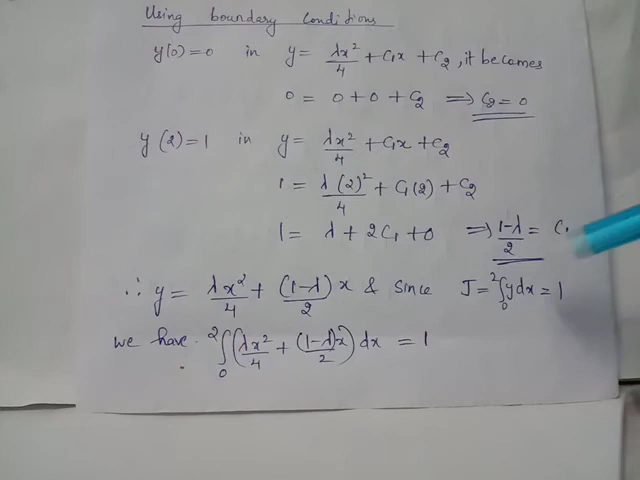 Using boundary Conditions
y(0)=0 in y = λx²/4 + C₁x + C₂, it becomes
0 = 0 + 0 + C₂ ⟹ C₂ = 0
y(2)=1 in y = λx²/4 + C₁x + C₂
1 = λ(2)²/4 + C₁(2) + C₂
1 = λ + 2C₁ + 0 ⟹ (1-λ)/2 = C₁
∴ y = λx²/4 + (1-λ)/2 x & since J = ∫₀² y dx = 1
we have ∫₀² (λx²/4 + (1-λ)x/2) dx = 1